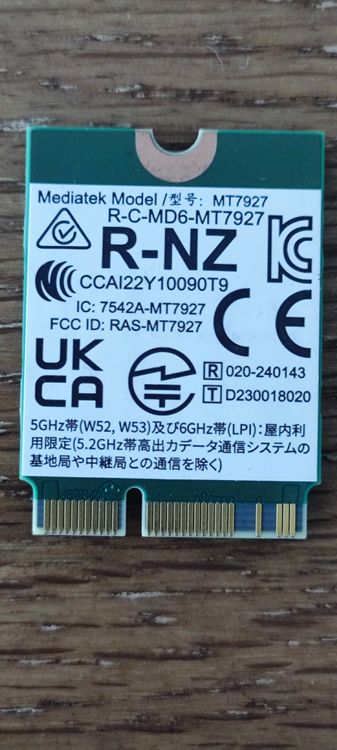 Mediatek Model /型号: MT7927
R-C-MD6-MT7927
R-NZ
CCAI22Y10090T9
IC: 7542A-MT7927
FCC ID: RAS-MT7927
CE
UK
CA
R 020-240143
T D230018020
5GHz帯(W52, W53)及び6GHz帯(LPI):屋内利
用限定(5.2GHz帯高出力データ通信システムの
基地局や中継局との通信を除く)